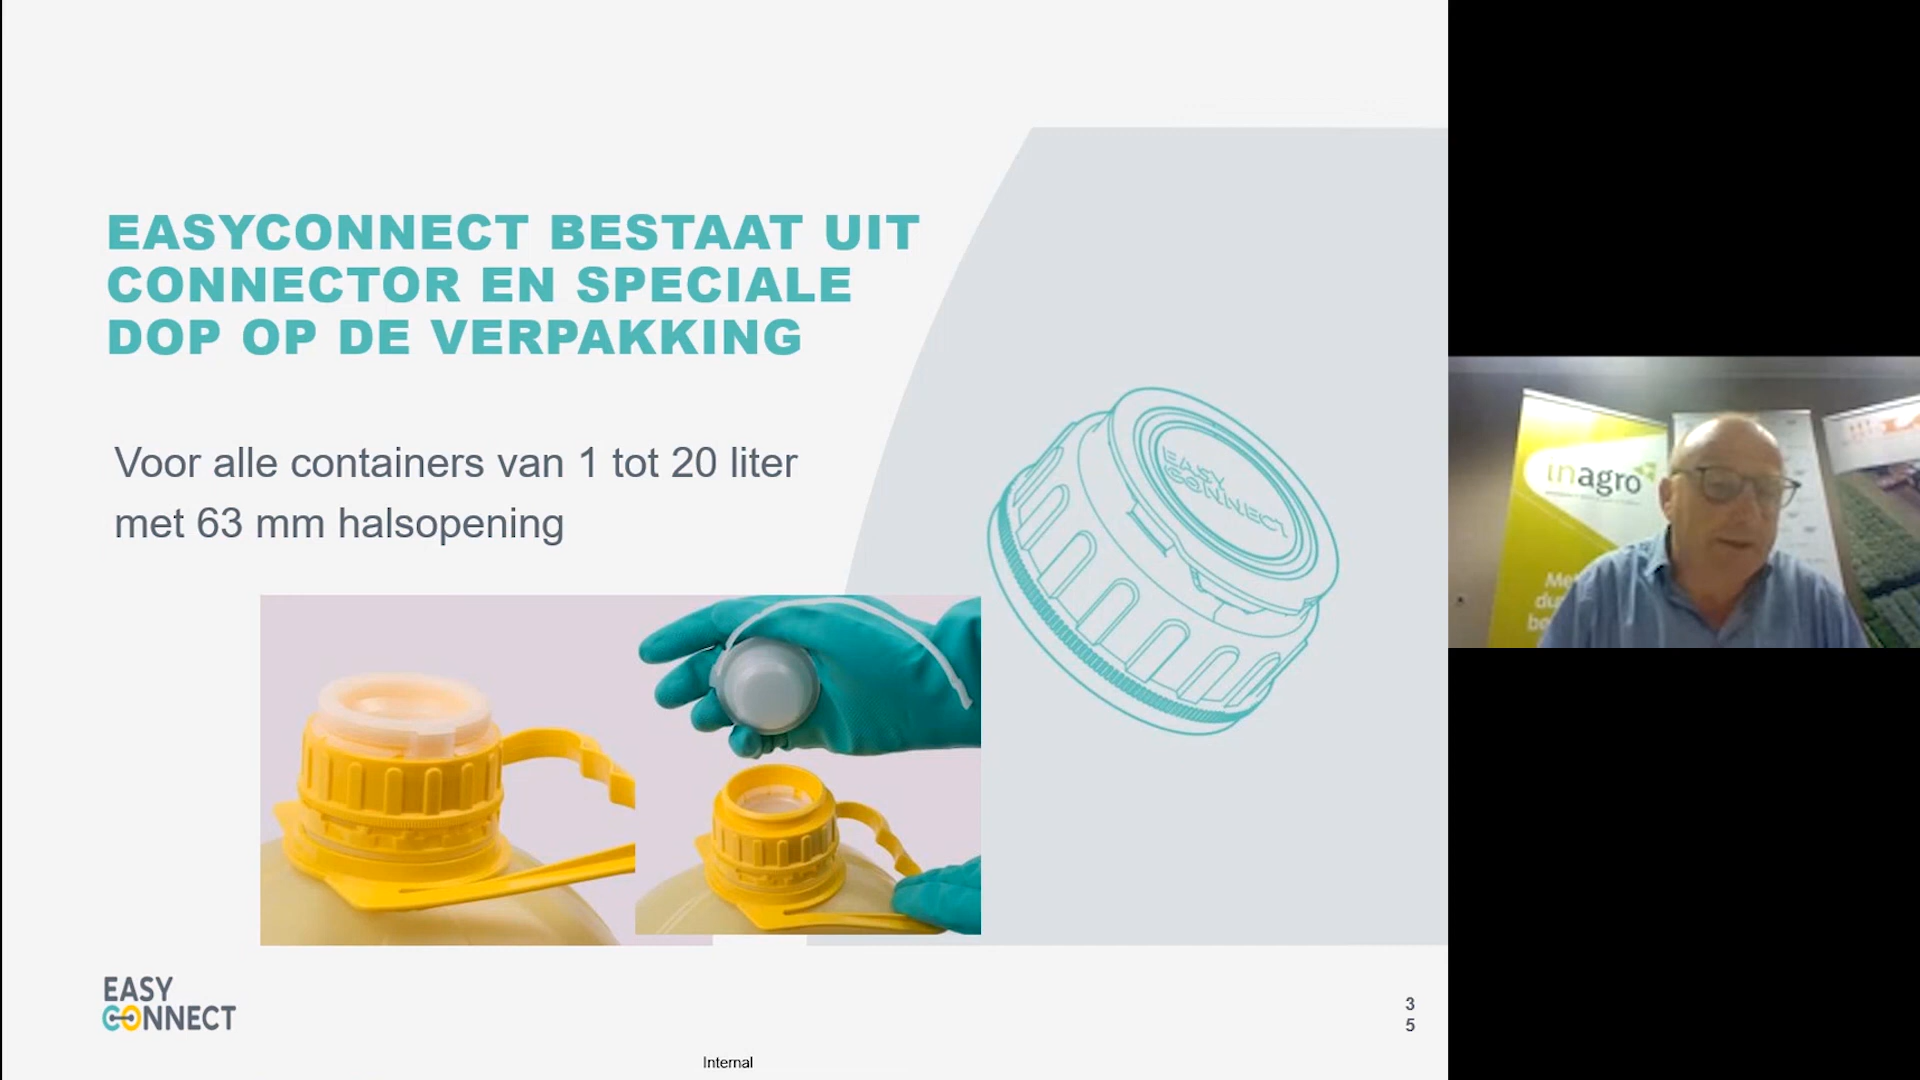 EASYCONNECT BESTAAT UIT
CONNECTOR EN SPECIALE
DOP OP DE VERPAKKING
Voor alle containers van 1 tot 20 liter
met 63 mm halsopening
EASY
CONNECT
EASY
CONNECT
3
5
Internal
inagro